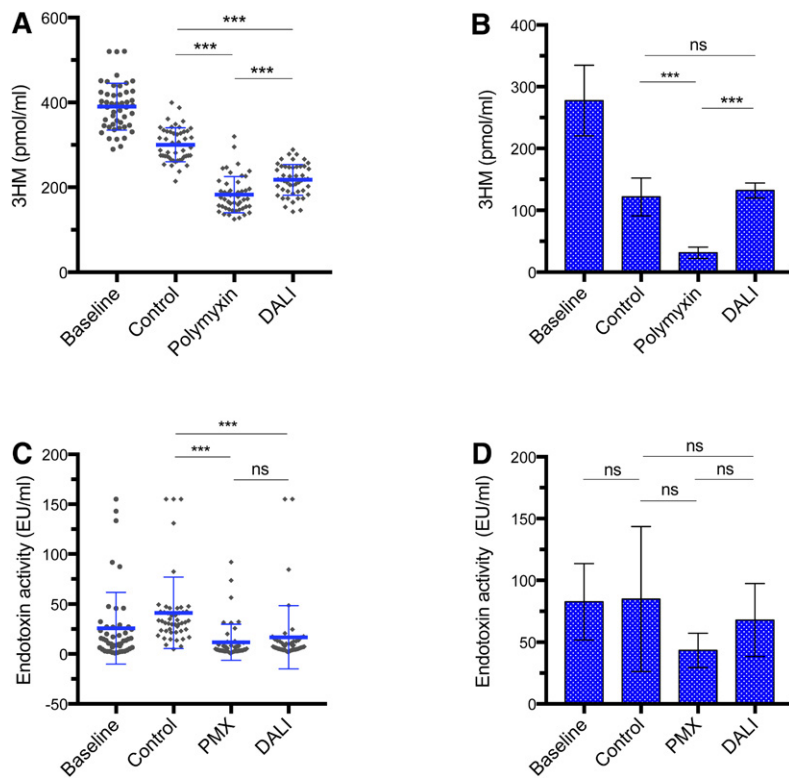 A
3HM (pmol/ml)
600
400
200
0
***
***
***
Baseline
Control
Polymyxin
DALI
B
3HM (pmol/ml)
400
300
200
100
0
ns
***
***
Baseline
Control
Polymyxin
DALI
C
Endotoxin activity (EU/ml)
200
150
100
50
0
-50
***
***
ns
Baseline
Control
PMX
DALI
D
Endotoxin activity (EU/ml)
200
150
100
50
0
ns
ns
ns
ns
Baseline
Control
PMX
DALI